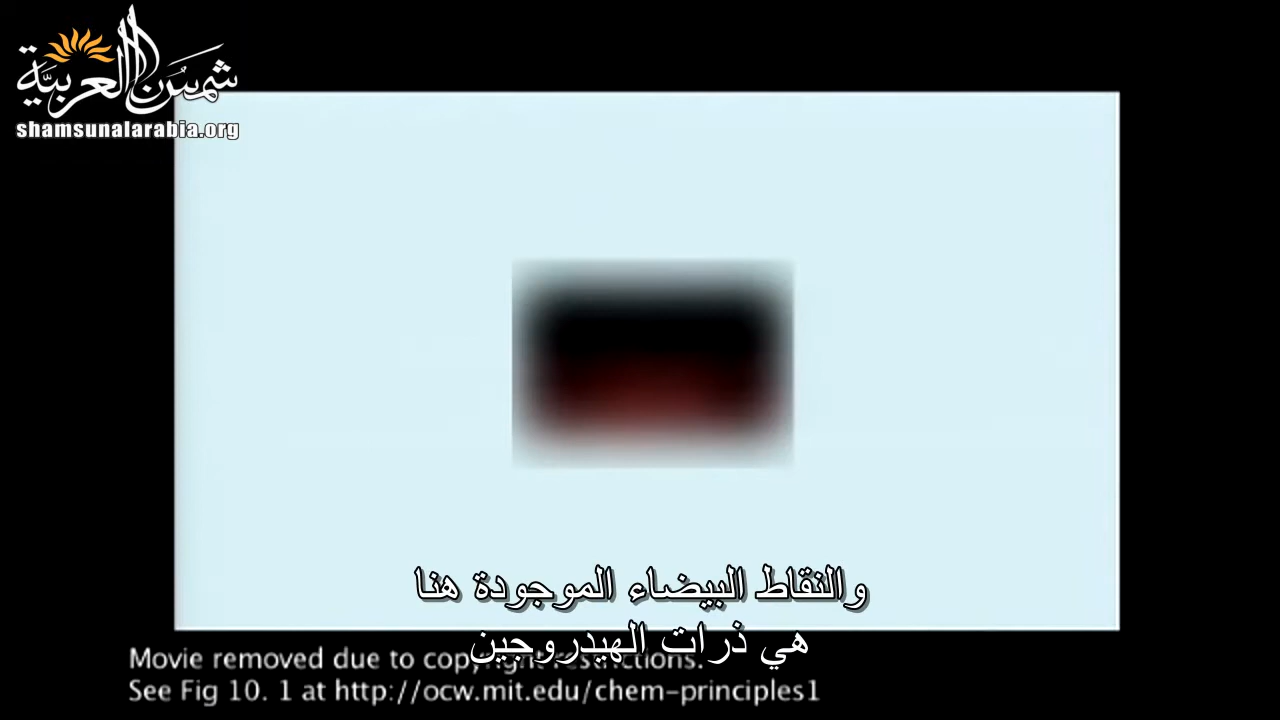 شمس العربية
shamsunalarabia.org
والنقاط البيضاء الموجودة هنا
هي ذرات الهيدروجين
Movie removed due to copyright restrictions.
See Fig 10. 1 at http://ocw.mit.edu/chem-principles1